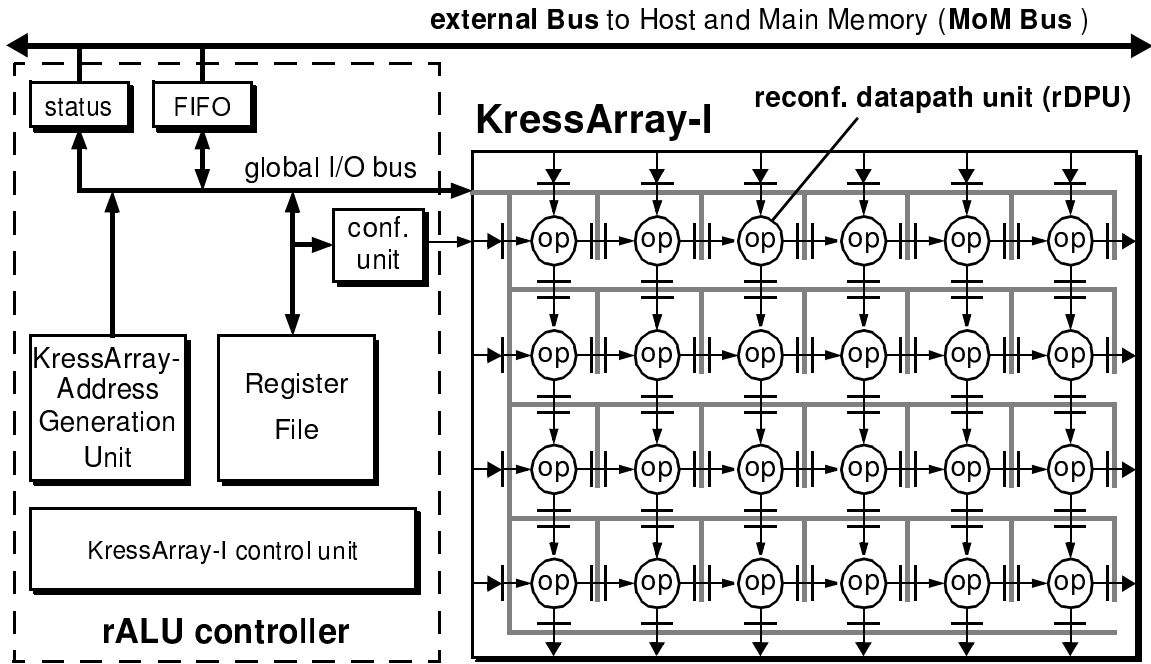 external Bus to Host and Main Memory (MoM Bus )
status
FIFO
KressArray-I
reconf. datapath unit (rDPU)
global I/O bus
conf.
unit
KressArray-
Address
Generation
Unit
Register
File
KressArray-I control unit
rALU controller
op op op op op op
op op op op op op
op op op op op op
op op op op op op